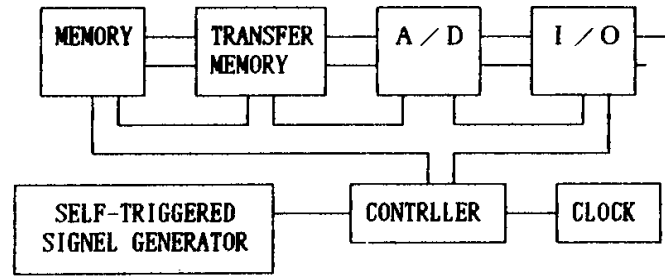 MEMORY
TRANSFER
MEMORY
A/D
I/O
SELF-TRIGGERED
SIGNEL GENERATOR
CONTRLLER
CLOCK